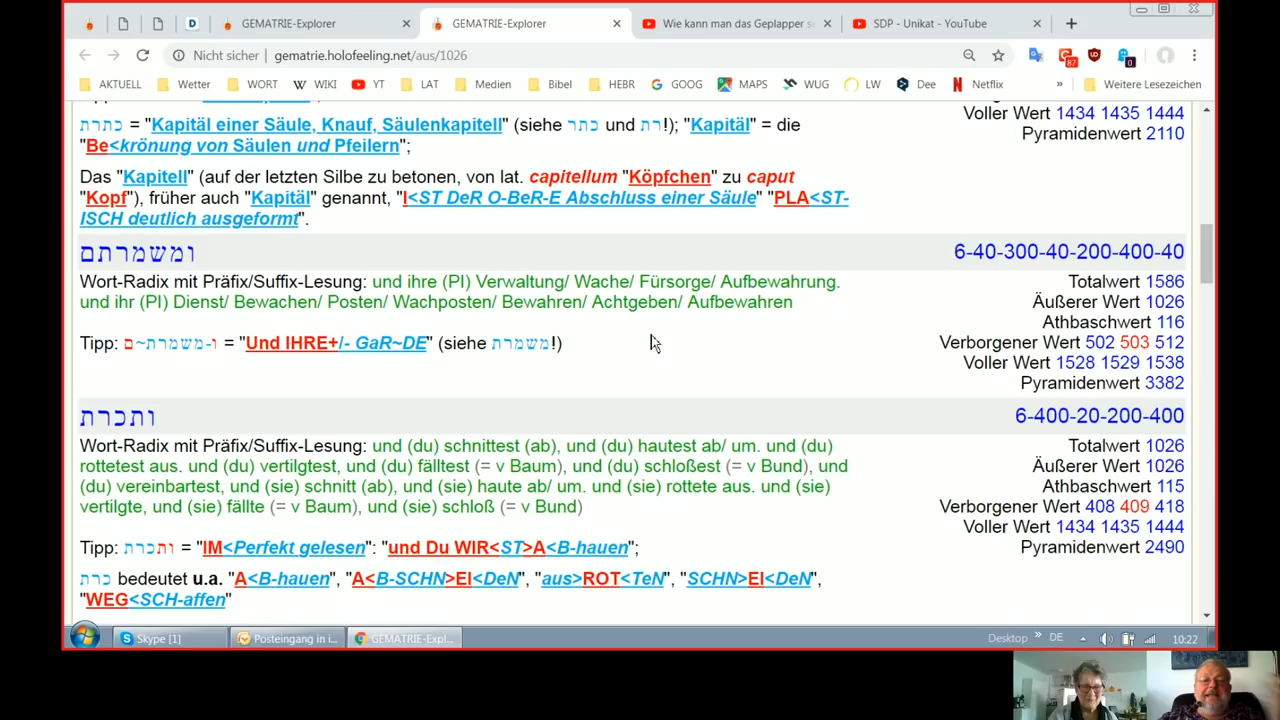 GEMATRIE-Explorer
GEMATRIE-Explorer
Wie kann man das Geplapper s
SDP - Unikat - YouTube
Nicht sicher | gematrie.holofeeling.net/aus/1026
AKTUELL Wetter WORT WIKI YT LAT Medien Bibel HEBR GOOG MAPS WUG LW Dee Netflix » Weitere Lesezeichen
Voller Wert 1434 1435 1444
כתרת = "Kapitäl einer Säule, Knauf, Säulenkapitell" (siehe כתר und רת!); "Kapitäl" = die
Pyramidenwert 2110
"Be<krönung von Säulen und Pfeilern";
Das "Kapitell" (auf der letzten Silbe zu betonen, von lat. capitellum "Köpfchen" zu caput
"Kopf"), früher auch "Kapitäl" genannt, "I<ST DeR O-BeR-E Abschluss einer Säule" "PLA<ST-
ISCH deutlich ausgeformt".
ומשמרתם 6-40-300-40-200-400-40
Wort-Radix mit Präfix/Suffix-Lesung: und ihre (PI) Verwaltung/ Wache/ Fürsorge/ Aufbewahrung.
und ihr (PI) Dienst/ Bewachen/ Posten/ Wachposten/ Bewahren/ Achtgeben/ Aufbewahren
Totalwert 1586
Äußerer Wert 1026
Athbaschwert 116
Tipp: ו-משמרת~ם = "Und IHRE+/- GaR~DE" (siehe משמרת!)
Verborgener Wert 502 503 512
Voller Wert 1528 1529 1538
Pyramidenwert 3382
ותכרת 6-400-20-200-400
Wort-Radix mit Präfix/Suffix-Lesung: und (du) schnittest (ab), und (du) hautest ab/ um. und (du)
rottetest aus. und (du) vertilgtest, und (du) fälltest (= v Baum), und (du) schloßest (= v Bund), und
(du) vereinbartest, und (sie) schnitt (ab), und (sie) haute ab/ um. und (sie) rottete aus. und (sie)
vertilgte, und (sie) fällte (= v Baum), und (sie) schloß (= v Bund)
Totalwert 1026
Äußerer Wert 1026
Athbaschwert 115
Verborgener Wert 408 409 418
Voller Wert 1434 1435 1444
Pyramidenwert 2490
Tipp: ותכרת = "IM<Perfekt gelesen": "und Du WIR<ST>A<B-hauen";
כרת bedeutet u.a. "A<B-hauen", "A<B-SCHN>EI<DeN", "aus>ROT<TeN", "SCHN>EI<DeN",
"WEG<SCH-affen"
Skype [1] Posteingang in i... GEMATRIE-Expl... Desktop » DE 10:22